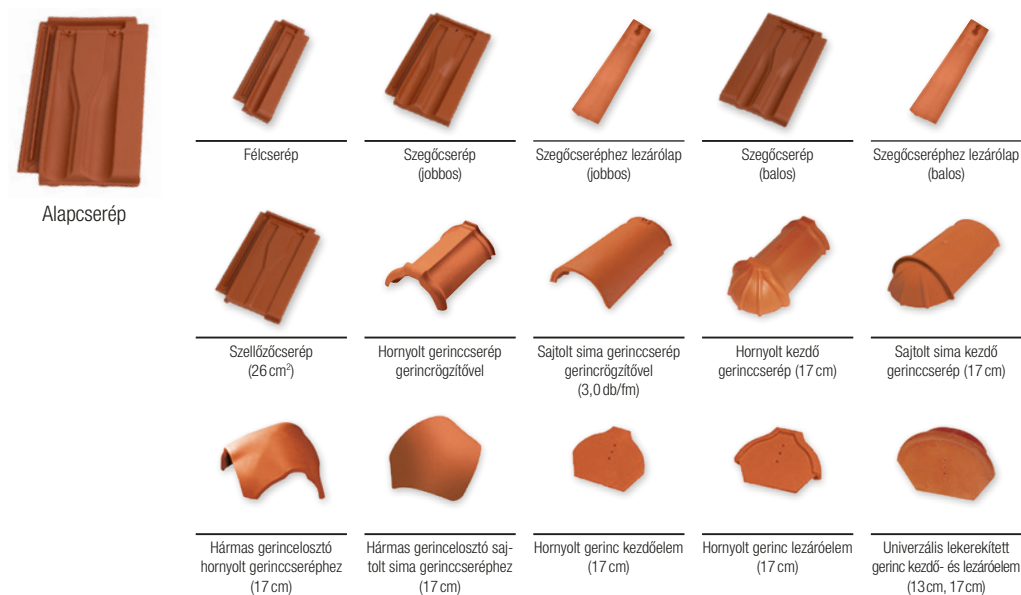 Alapcserép
Félcserép
Szegőcserép
(jobbos)
Szegőcseréphez lezárólap
(jobbos)
Szegőcserép
(balos)
Szegőcseréphez lezárólap
(balos)
Szellőzőcserép
(26 cm²)
Hornyolt gerinccserép
gerincrögzítővel
Sajtolt sima gerinccserép
gerincrögzítővel
(3,0 db/fm)
Hornyolt kezdő
gerinccserép (17 cm)
Sajtolt sima kezdő
gerinccserép (17 cm)
Hármas gerincelosztó
hornyolt gerinccseréphez
(17 cm)
Hármas gerincelosztó saj-
tolt sima gerinccseréphez
(17 cm)
Hornyolt gerinc kezdőelem
(17 cm)
Hornyolt gerinc lezáróelem
(17 cm)
Univerzális lekerekített
gerinc kezdő- és lezáróelem
(13 cm, 17 cm)